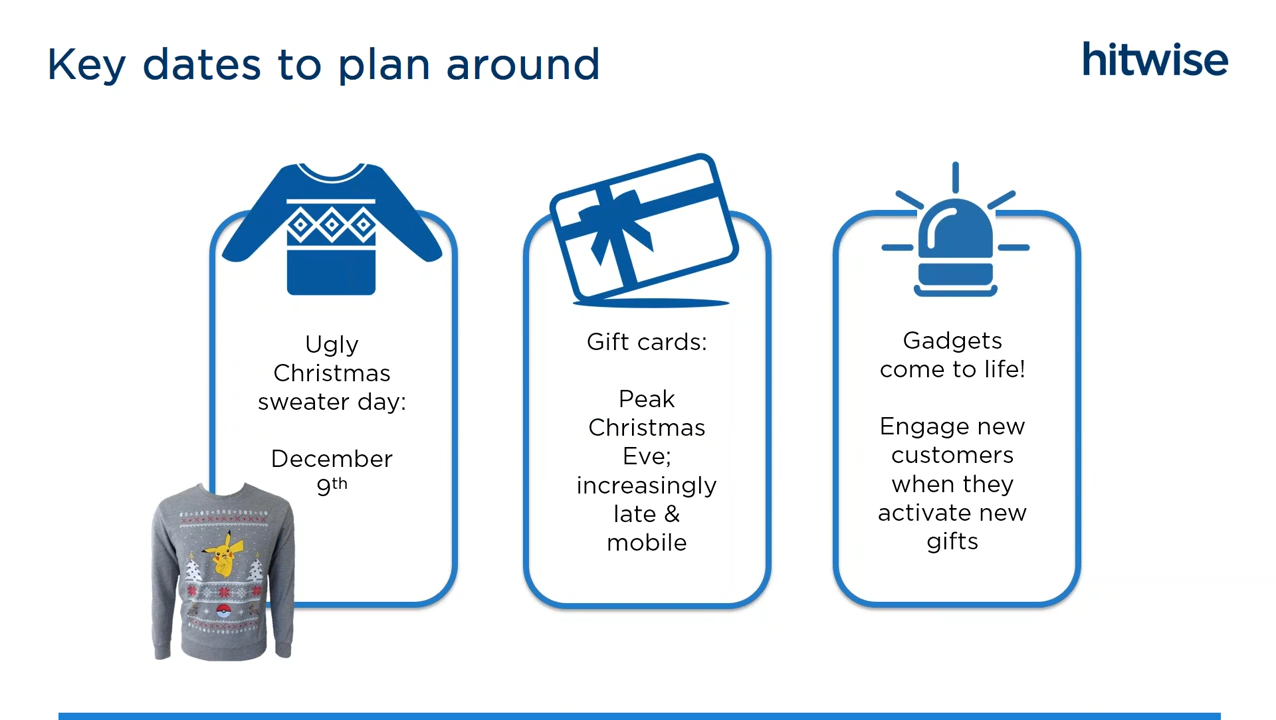 Key dates to plan around
hitwise
Ugly
Christmas
sweater day:
December
9th
Gift cards:
Peak
Christmas
Eve;
increasingly
late &
mobile
Gadgets
come to life!
Engage new
customers
when they
activate new
gifts